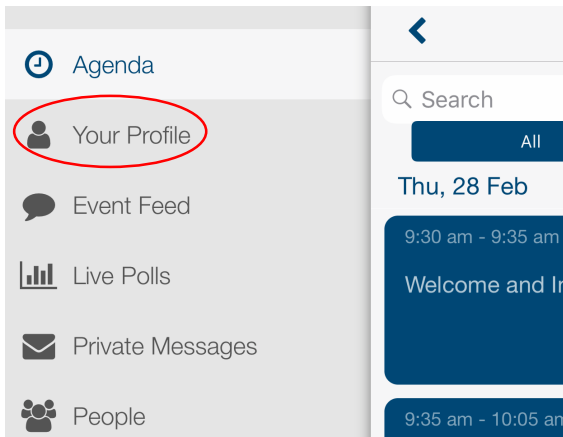 Agenda
Your Profile
Event Feed
Live Polls
Private Messages
People
Search
All
Thu, 28 Feb
9:30 am - 9:35 am
Welcome and
9:35 am - 10:05